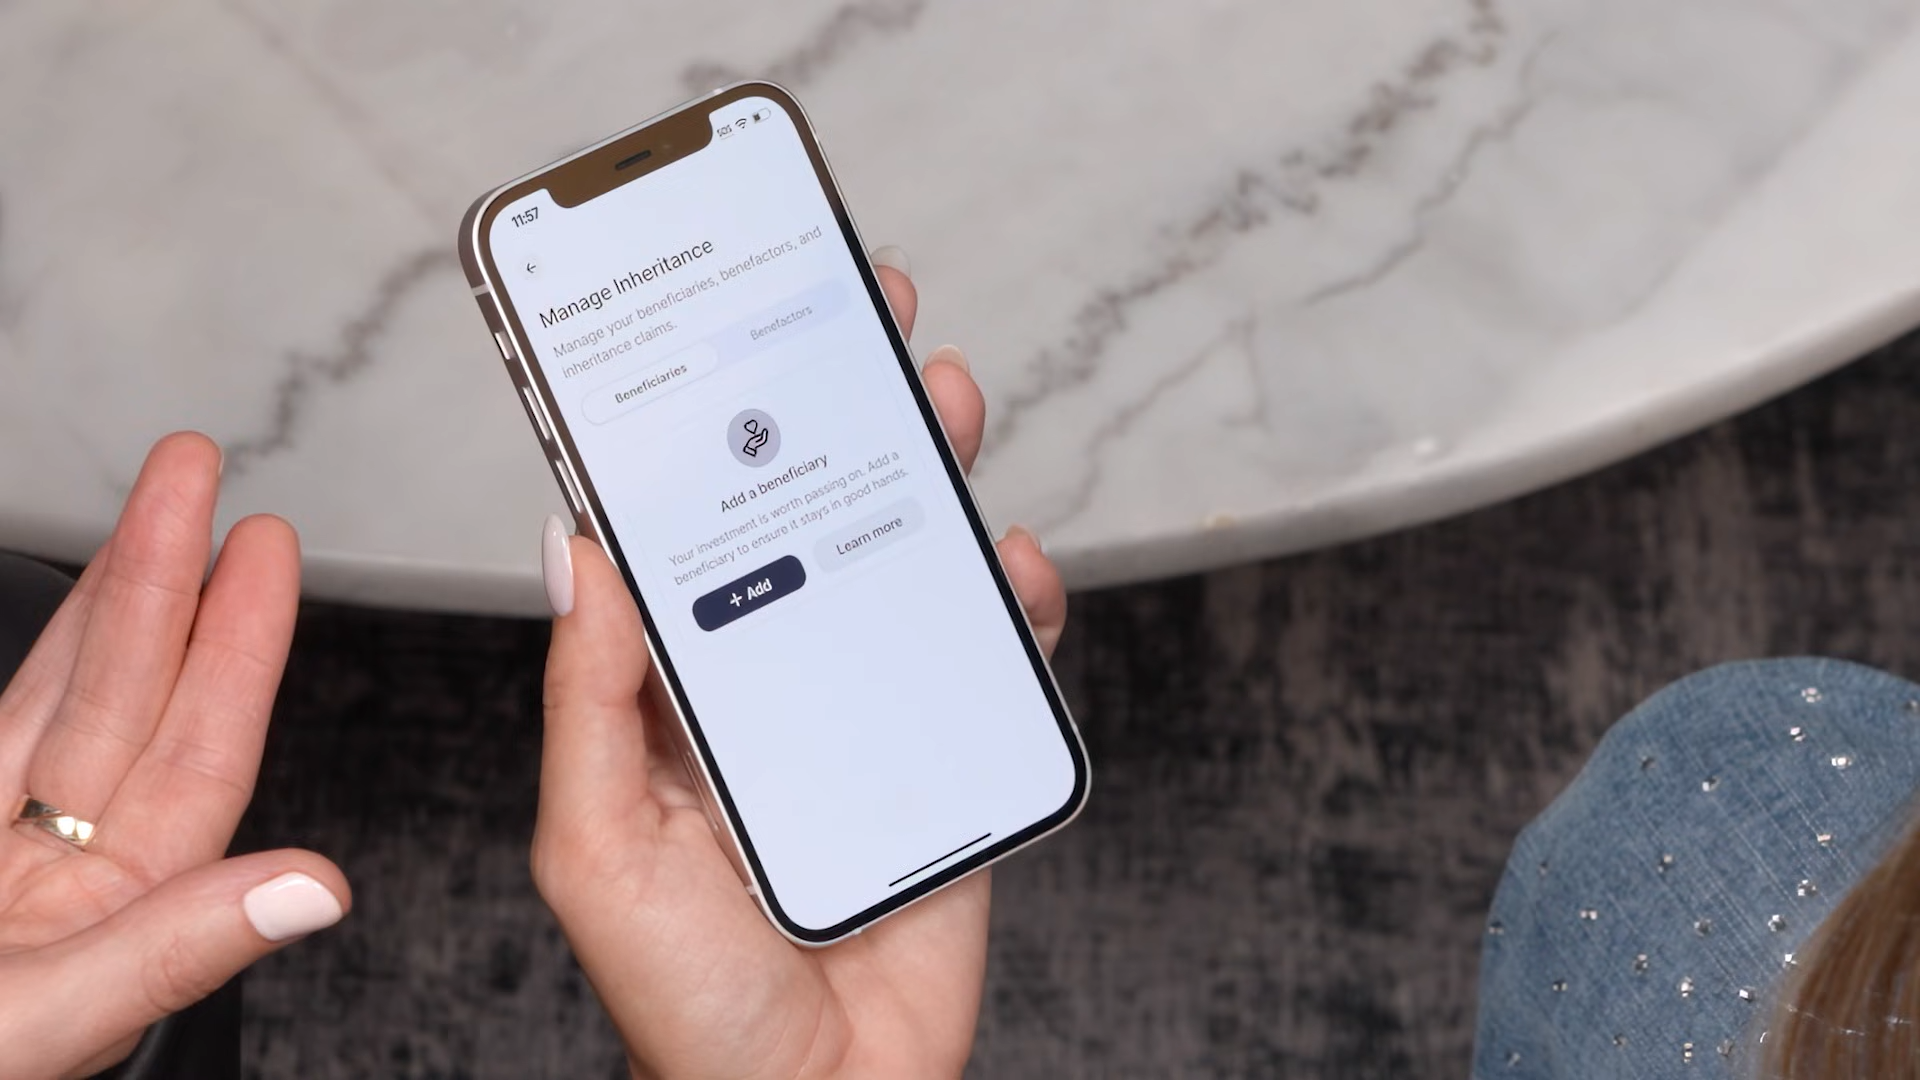 11:57
SOS
Manage Inheritance
Manage your beneficiaries, benefactors, and
inheritance claims.
Beneficiaries
Benefactors
Add a beneficiary
Your investment is worth passing on. Add a
beneficiary to ensure it stays in good hands.
+ Add
Learn more